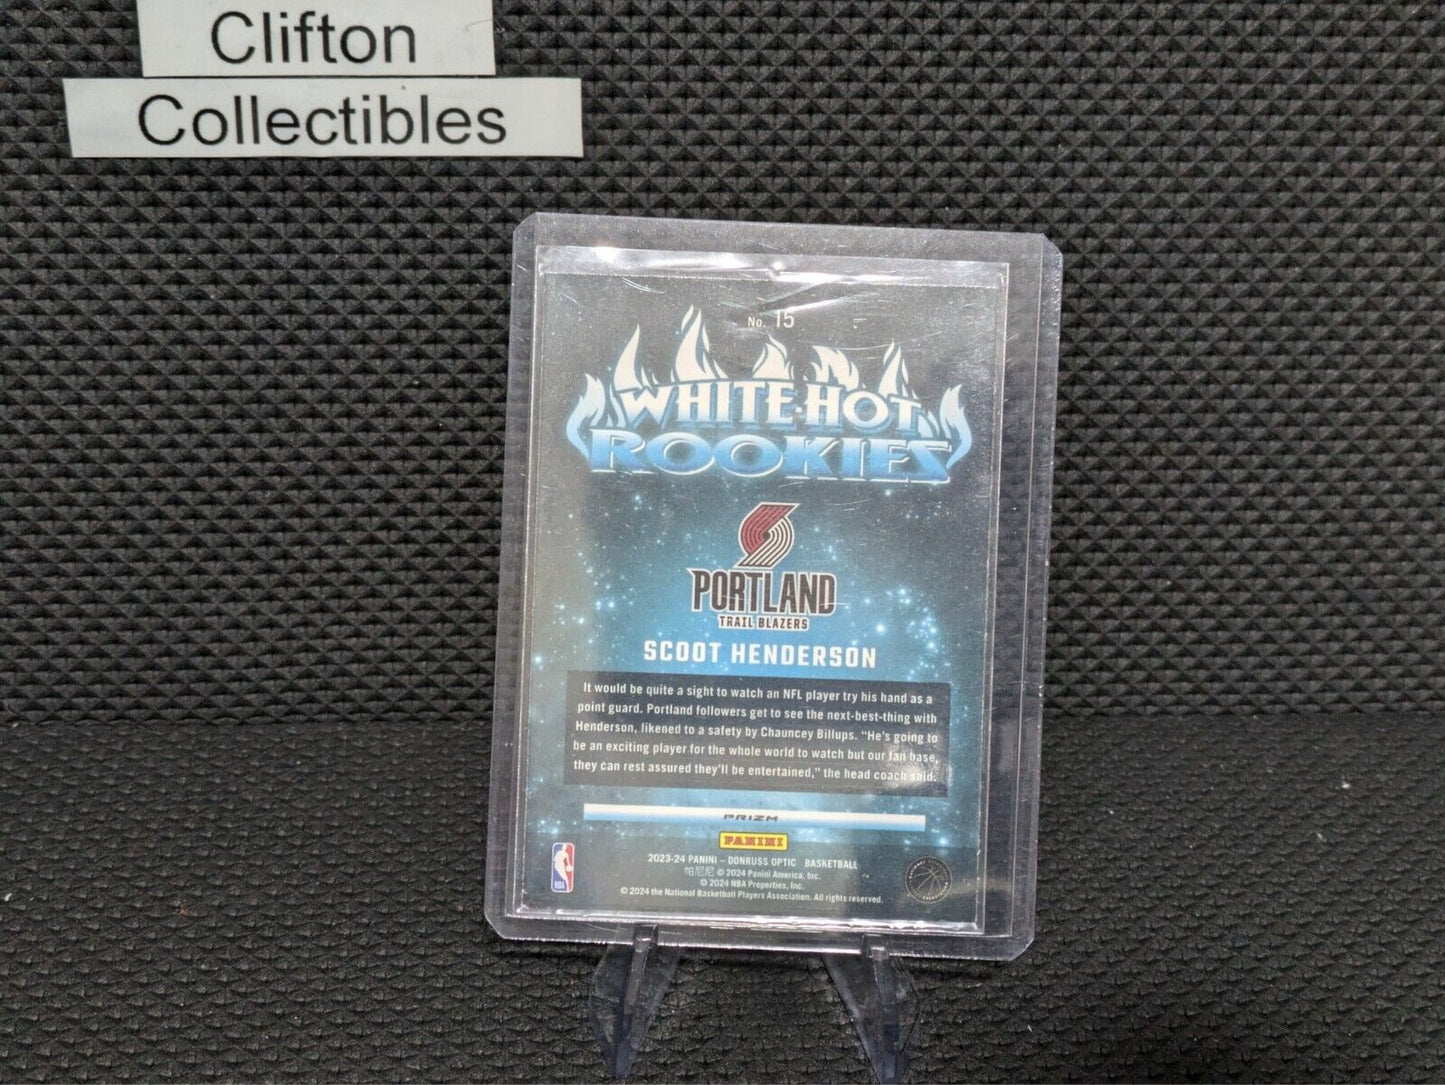 Clifton
Collectibles
No. 15
WHITE-HOT
ROOKIES
PORTLAND
TRAIL BLAZERS
SCOOT HENDERSON
It would be quite a sight to watch an NFL player try his hand as a
point guard. Portland followers get to see the next-best-thing with
Henderson, likened to a safety by Chauncey Billups. “He's going to
be an exciting player for the whole world to watch but our fan base,
they can rest assured they'll be entertained,” the head coach said.
PRIZM
PANINI
2023-24 PANINI – DONRUSS OPTIC BASKETBALL
帕尼尼 © 2024 Panini America, Inc.
© 2024 NBA Properties, Inc.
© 2024 the National Basketball Players Association. All rights reserved.
NBA